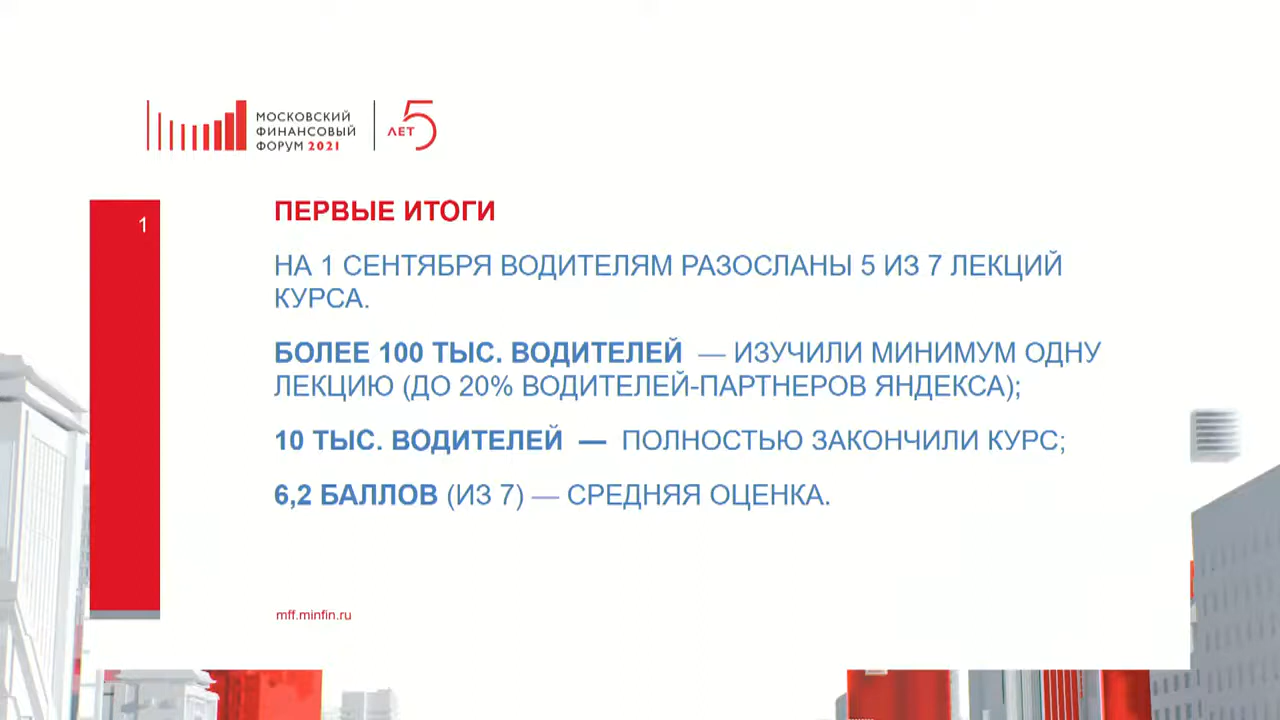 МОСКОВСКИЙ
ФИНАНСОВЫЙ
ФОРУМ 2021
ЛЕТ 5
1
ПЕРВЫЕ ИТОГИ
НА 1 СЕНТЯБРЯ ВОДИТЕЛЯМ РАЗОСЛАНЫ 5 ИЗ 7 ЛЕКЦИЙ
КУРСА.
БОЛЕЕ 100 ТЫС. ВОДИТЕЛЕЙ — ИЗУЧИЛИ МИНИМУМ ОДНУ
ЛЕКЦИЮ (ДО 20% ВОДИТЕЛЕЙ-ПАРТНЕРОВ ЯНДЕКСА);
10 ТЫС. ВОДИТЕЛЕЙ — ПОЛНОСТЬЮ ЗАКОНЧИЛИ КУРС;
6,2 БАЛЛОВ (ИЗ 7) — СРЕДНЯЯ ОЦЕНКА.
mff.minfin.ru